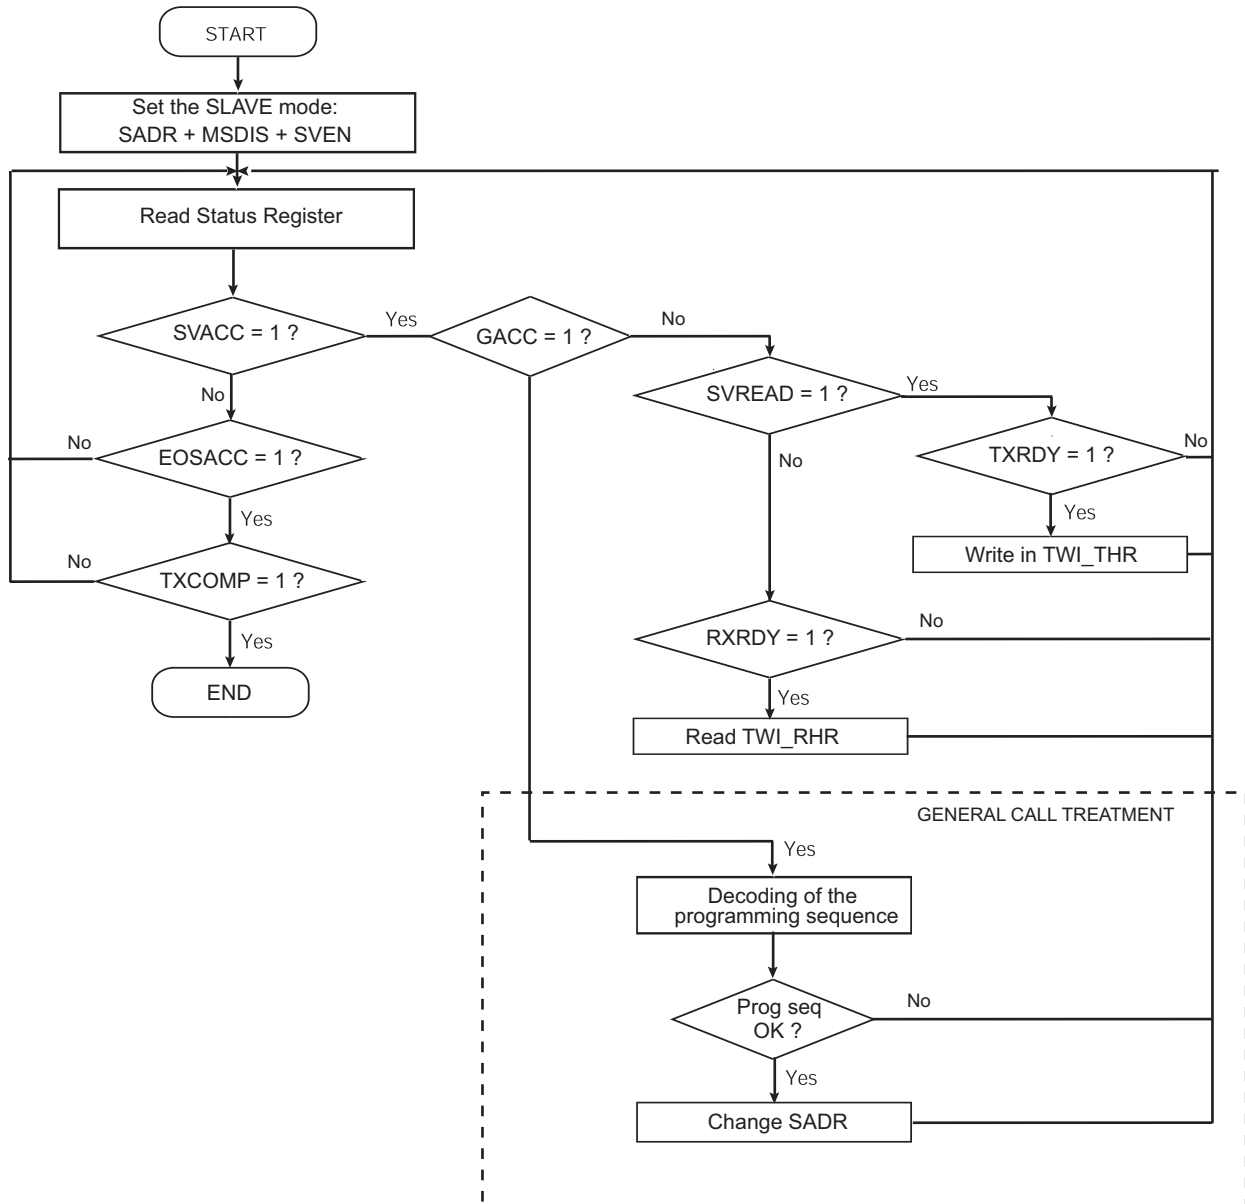 START
Set the SLAVE mode:
SADR + MSDIS + SVEN
Read Status Register
SVACC = 1 ?
Yes
GACC = 1 ?
No
SVREAD = 1 ?
Yes
No
EOSACC = 1 ?
No
TXRDY = 1 ?
No
No
Yes
Yes
Write in TWI_THR
TXCOMP = 1 ?
No
Yes
RXRDY = 1 ?
No
END
Yes
Read TWI_RHR
GENERAL CALL TREATMENT
Yes
Decoding of the
programming sequence
Prog seq
OK ?
No
Yes
Change SADR